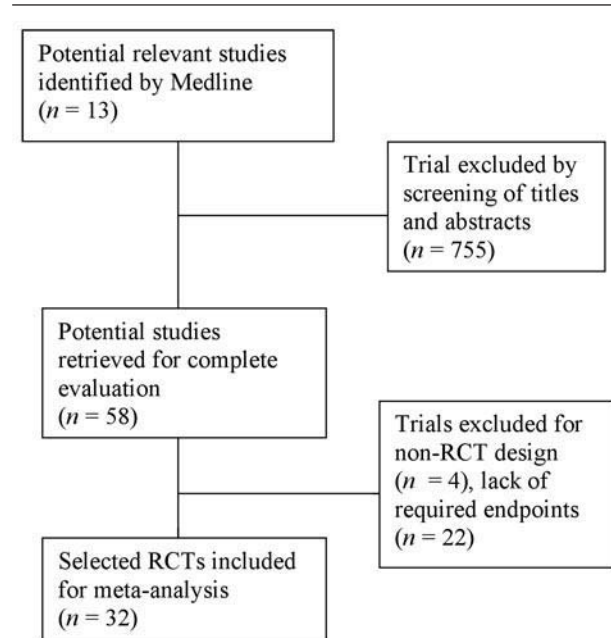 Potential relevant studies
identified by Medline
(n = 13)
Trial excluded by
screening of titles
and abstracts
(n = 755)
Potential studies
retrieved for complete
evaluation
(n = 58)
Trials excluded for
non-RCT design
(n = 4), lack of
required endpoints
(n = 22)
Selected RCTs included
for meta-analysis
(n = 32)